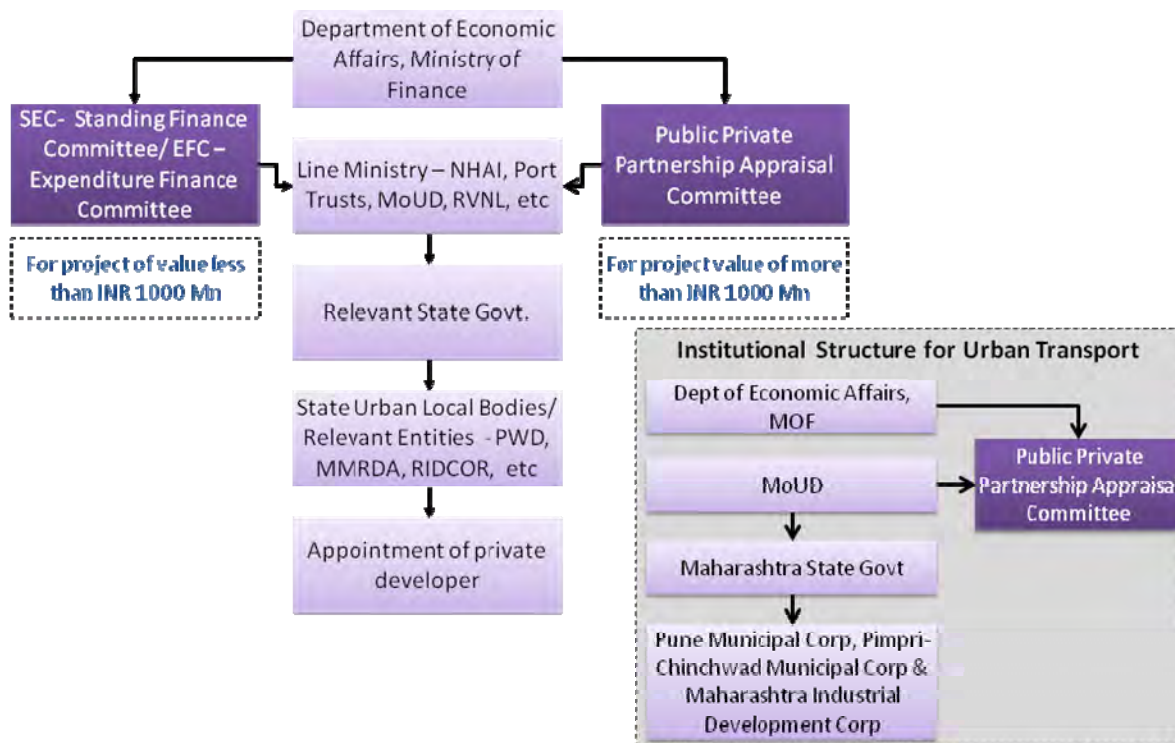 Department of Economic
Affairs, Ministry of
Finance
SEC- Standing Finance
Committee/ EFC –
Expenditure Finance
Committee
Line Ministry – NHAI, Port
Trusts, MoUD, RVNL, etc
Public Private
Partnership Appraisal
Committee
For project of value less
than INR 1000 Mn
For project value of more
than INR 1000 Mn
Relevant State Govt.
State Urban Local Bodies/
Relevant Entities - PWD,
MMRDA, RIDCOR, etc
Appointment of private
developer
Institutional Structure for Urban Transport
Dept of Economic Affairs,
MOF
Public Private
Partnership Appraisa
Committee
MoUD
Maharashtra State Govt
Pune Municipal Corp, Pimpri-
Chinchwad Municipal Corp &
Maharashtra Industrial
Development Corp